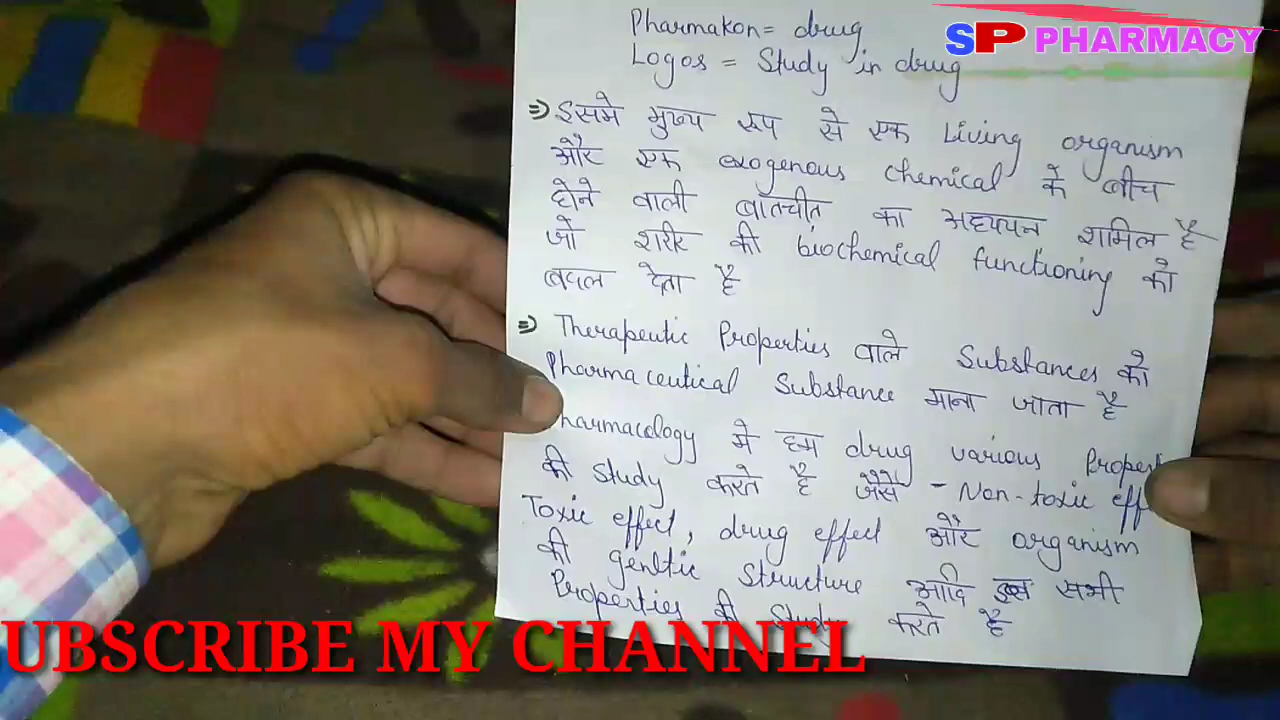 Pharmakon = drug
SP PHARMACY
Logos = Study in drug
⇒ इसमे मुख्य रूप से एक Living organism
और एक exogenous chemical के बीच
होने वाली बातचीत का अध्ययन शामिल है
जो शरीर की biochemical functioning को
बदल देता है
⇒ Therapeutic Properties वाले Substances को
Pharmaceutical Substance माना जाता है
Pharmacology मे हम drug various Propert
की Study करते है जैसे - Non-toxic eff
Toxic effect, drug effect और organism
की genetic Structure आदि इन सभी
Properties की Study करते है
UBSCRIBE MY CHANNEL